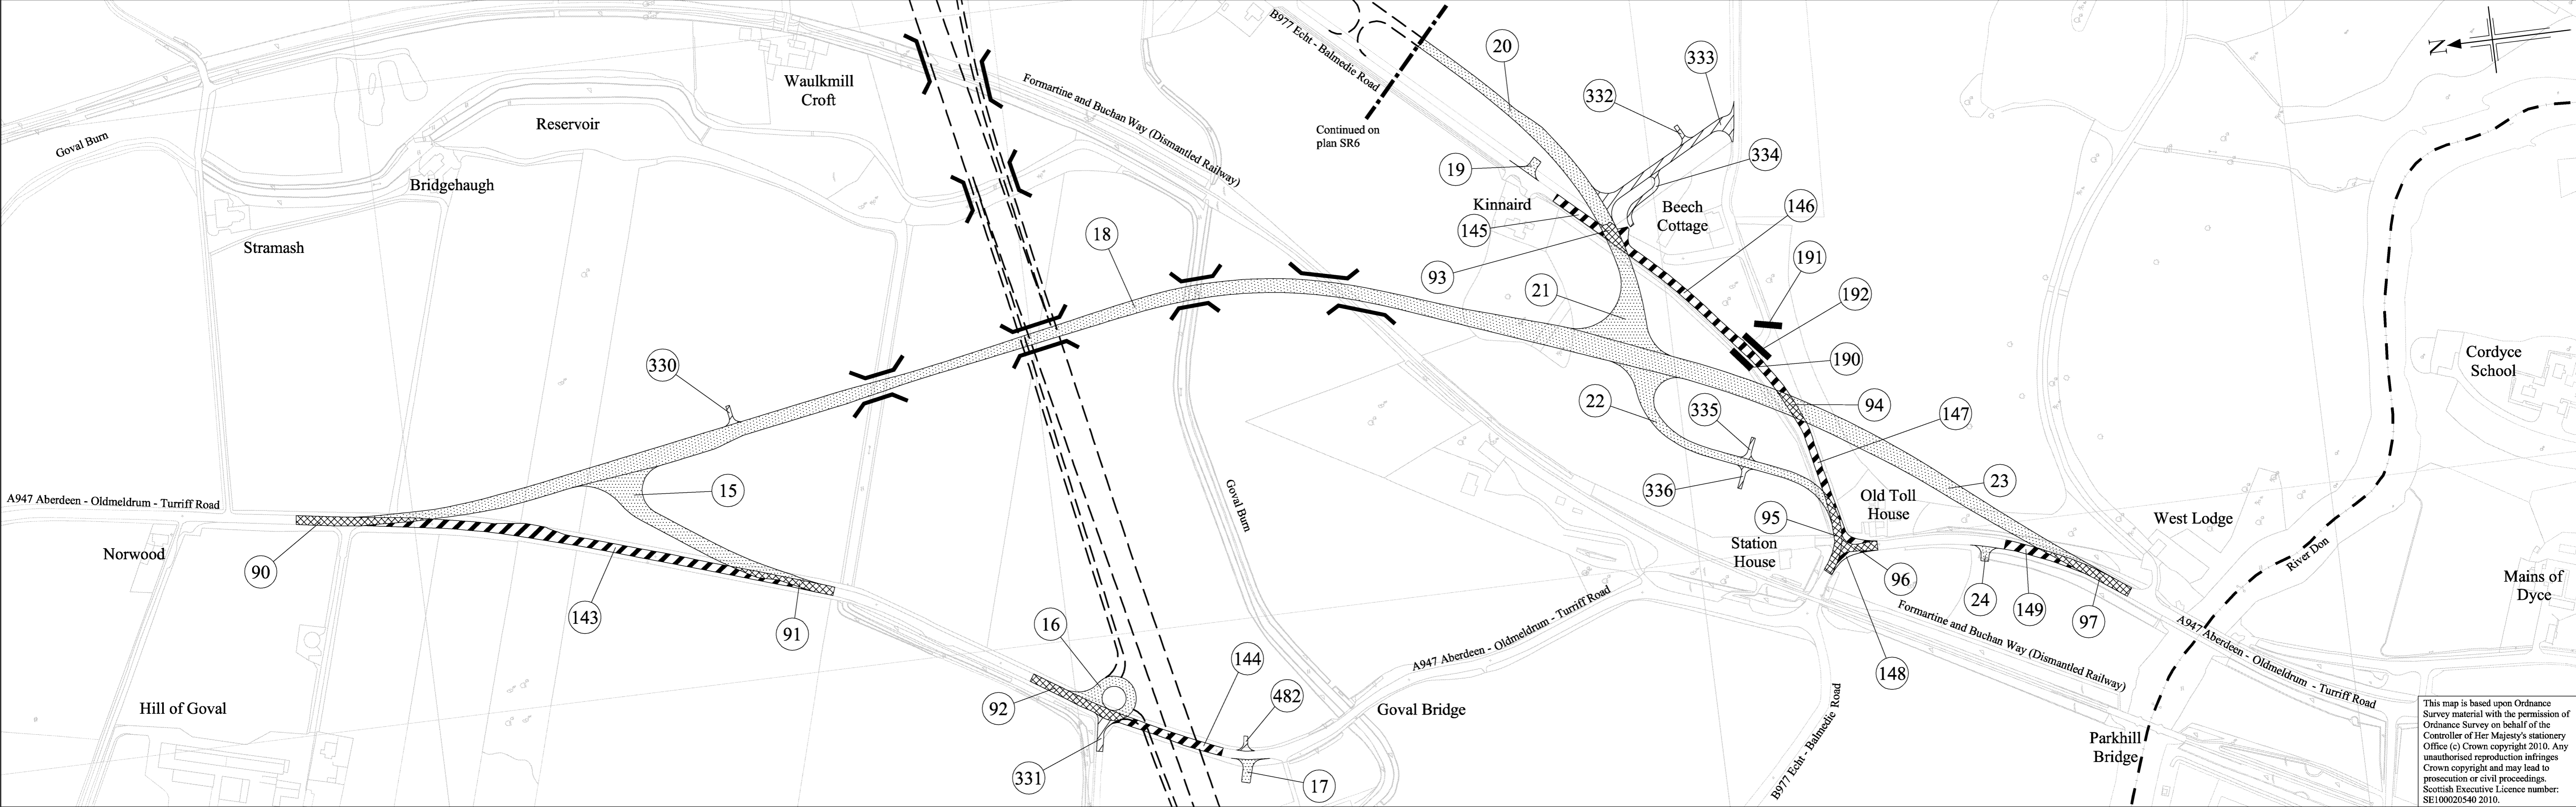 B977 Echt - Balmedie Road
20
333
332
N
Waulkmill
Croft
Formartine and Buchan Way (Dismantled Railway)
Reservoir
Continued on
plan SR6
Goval Burn
334
19
Bridgehaugh
Kinnaird
Beech
Cottage
146
145
Stramash
18
93
191
21
192
330
190
Cordyce
School
22
335
94
147
15
336
23
A947 Aberdeen - Oldmeldrum - Turriff Road
Goval Burn
Old Toll
House
95
West Lodge
Norwood
90
Station
House
96
River Don
Mains of
Dyce
143
91
24
149
97
16
A947 Aberdeen - Oldmeldrum - Turriff Road
Formartine and Buchan Way (Dismantled Railway)
A947 Aberdeen - Oldmeldrum - Turriff Road
144
148
482
92
Hill of Goval
Goval Bridge
B977 Echt - Balmedie Road
Parkhill
Bridge
331
17
This map is based upon Ordnance
Survey material with the permission of
Ordnance Survey on behalf of the
Controller of Her Majesty's stationery
Office (c) Crown copyright 2010. Any
unauthorised reproduction infringes
Crown copyright and may lead to
prosecution or civil proceedings.
Scottish Executive Licence number:
SE100020540 2010.